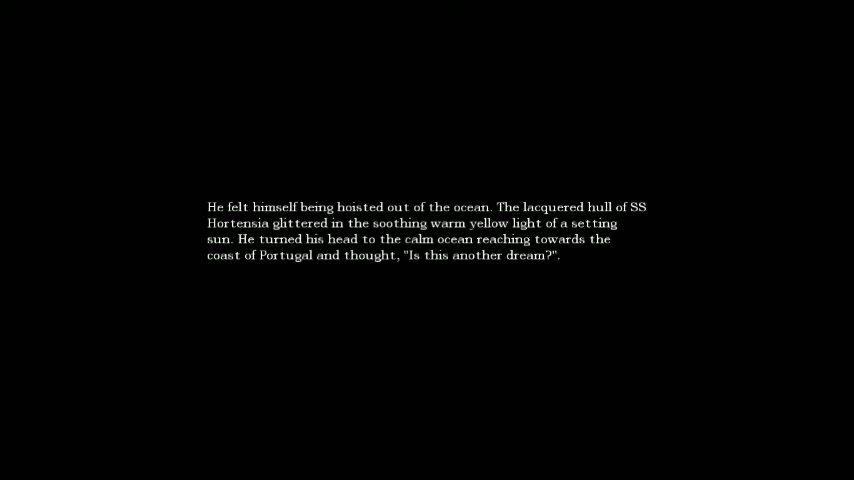 He felt himself being hoisted out of the ocean. The lacquered hull of SS
Hortensia glittered in the soothing warm yellow light of a setting
sun. He turned his head to the calm ocean reaching towards the
coast of Portugal and thought, "Is this another dream?".